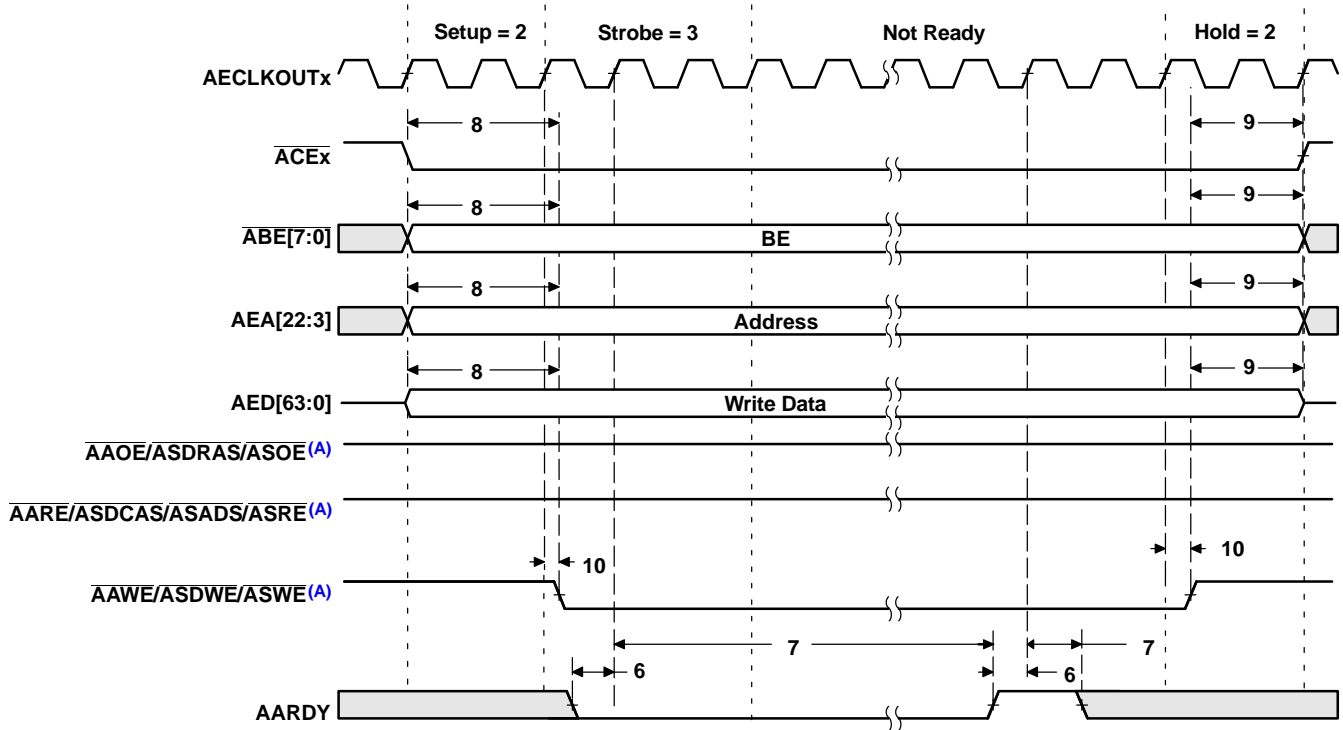 Setup = 2 Strobe = 3 Not Ready Hold = 2
AECLKOUTx
8 9
ACEx
8 9
ABE[7:0] BE
8 9
AEA[22:3] Address
8 9
AED[63:0] Write Data
AAOE/ASDRAS/ASOE(A)
AARE/ASDCAS/ASADS/ASRE(A)
10 10
AAWE/ASDWE/ASWE(A)
7 7
6 6
AARDY